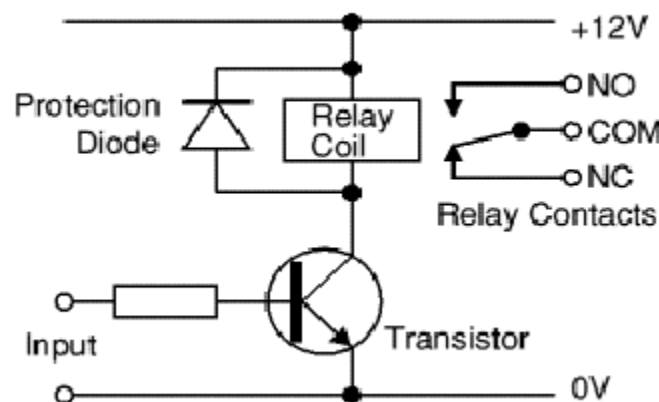 +12V
Protection
Diode
Relay
Coil
NO
COM
NC
Relay Contacts
Input
Transistor
0V